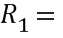 R₁ =